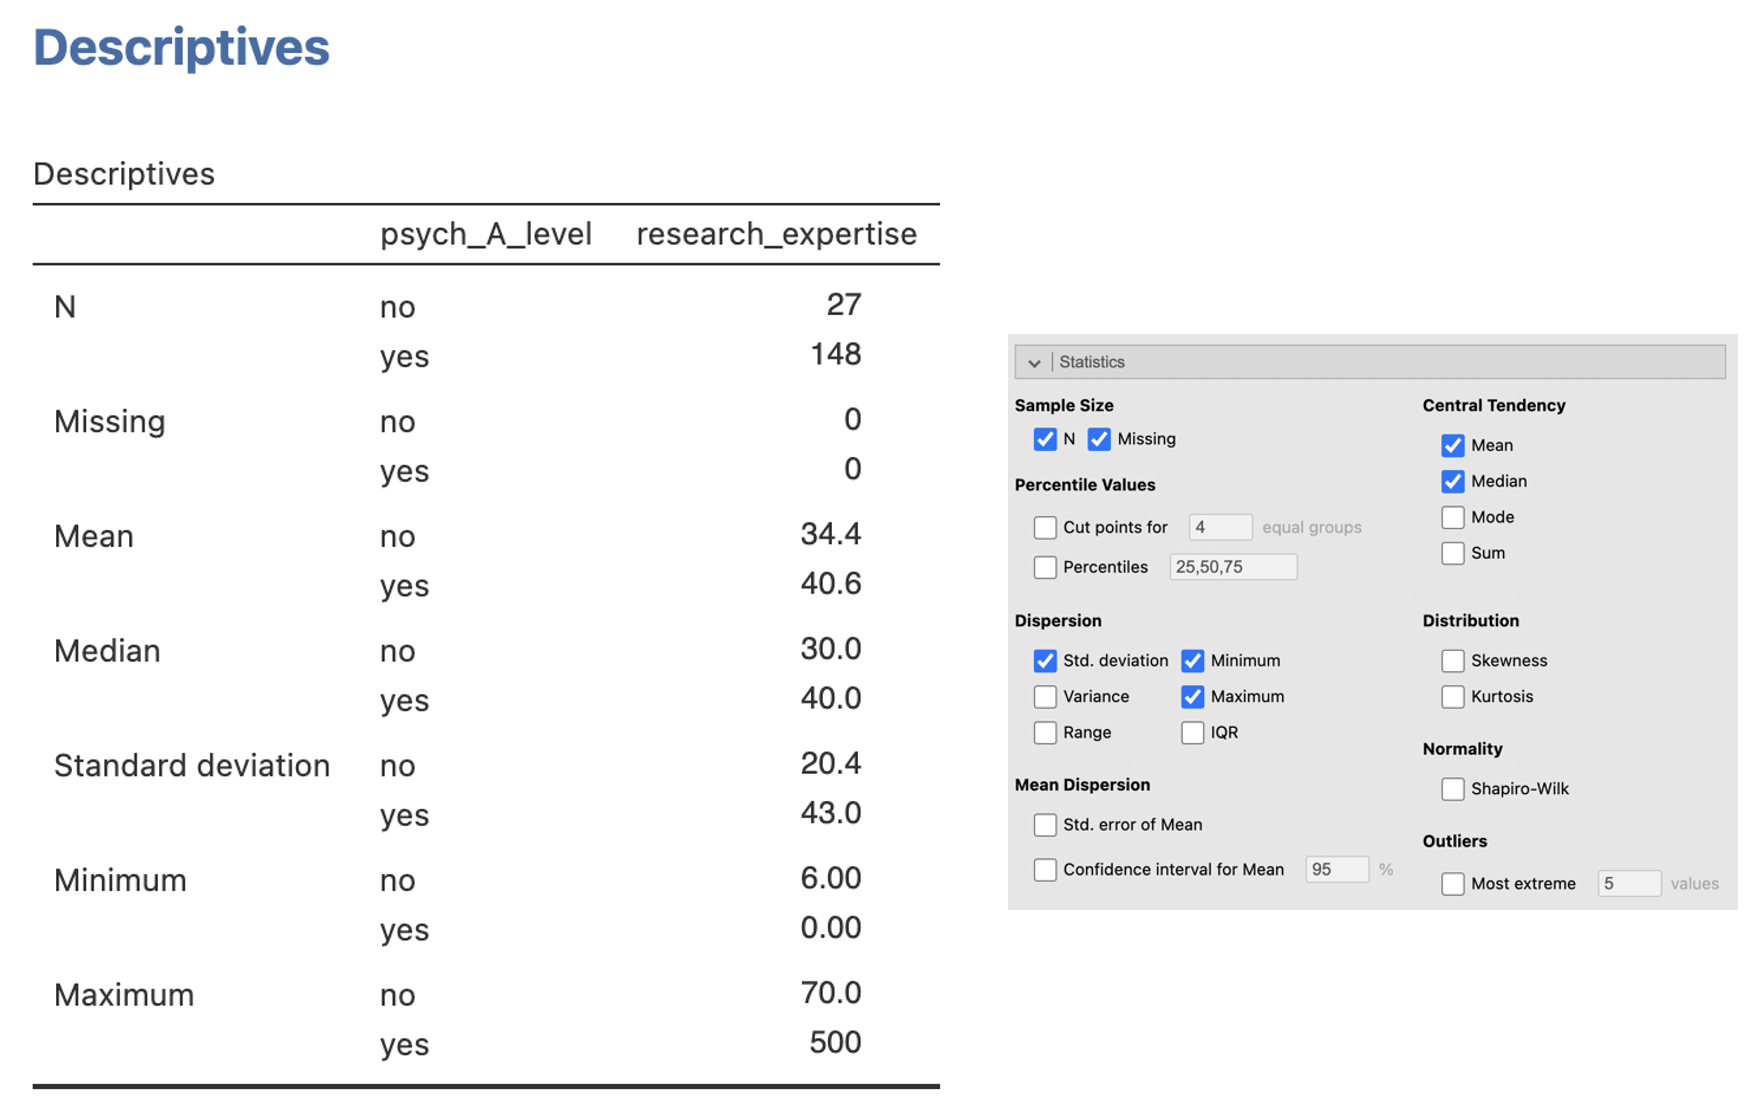 Descriptives
Descriptives
psych_A_level research_expertise
N no 27
yes 148
Missing no 0
yes 0
Mean no 34.4
yes 40.6
Median no 30.0
yes 40.0
Standard deviation no 20.4
yes 43.0
Minimum no 6.00
yes 0.00
Maximum no 70.0
yes 500
Statistics
Sample Size
N Missing
Percentile Values
Cut points for 4 equal groups
Percentiles 25,50,75
Dispersion
Std. deviation Minimum
Variance Maximum
Range IQR
Mean Dispersion
Std. error of Mean
Confidence interval for Mean 95 %
Central Tendency
Mean
Median
Mode
Sum
Distribution
Skewness
Kurtosis
Normality
Shapiro-Wilk
Outliers
Most extreme 5 values